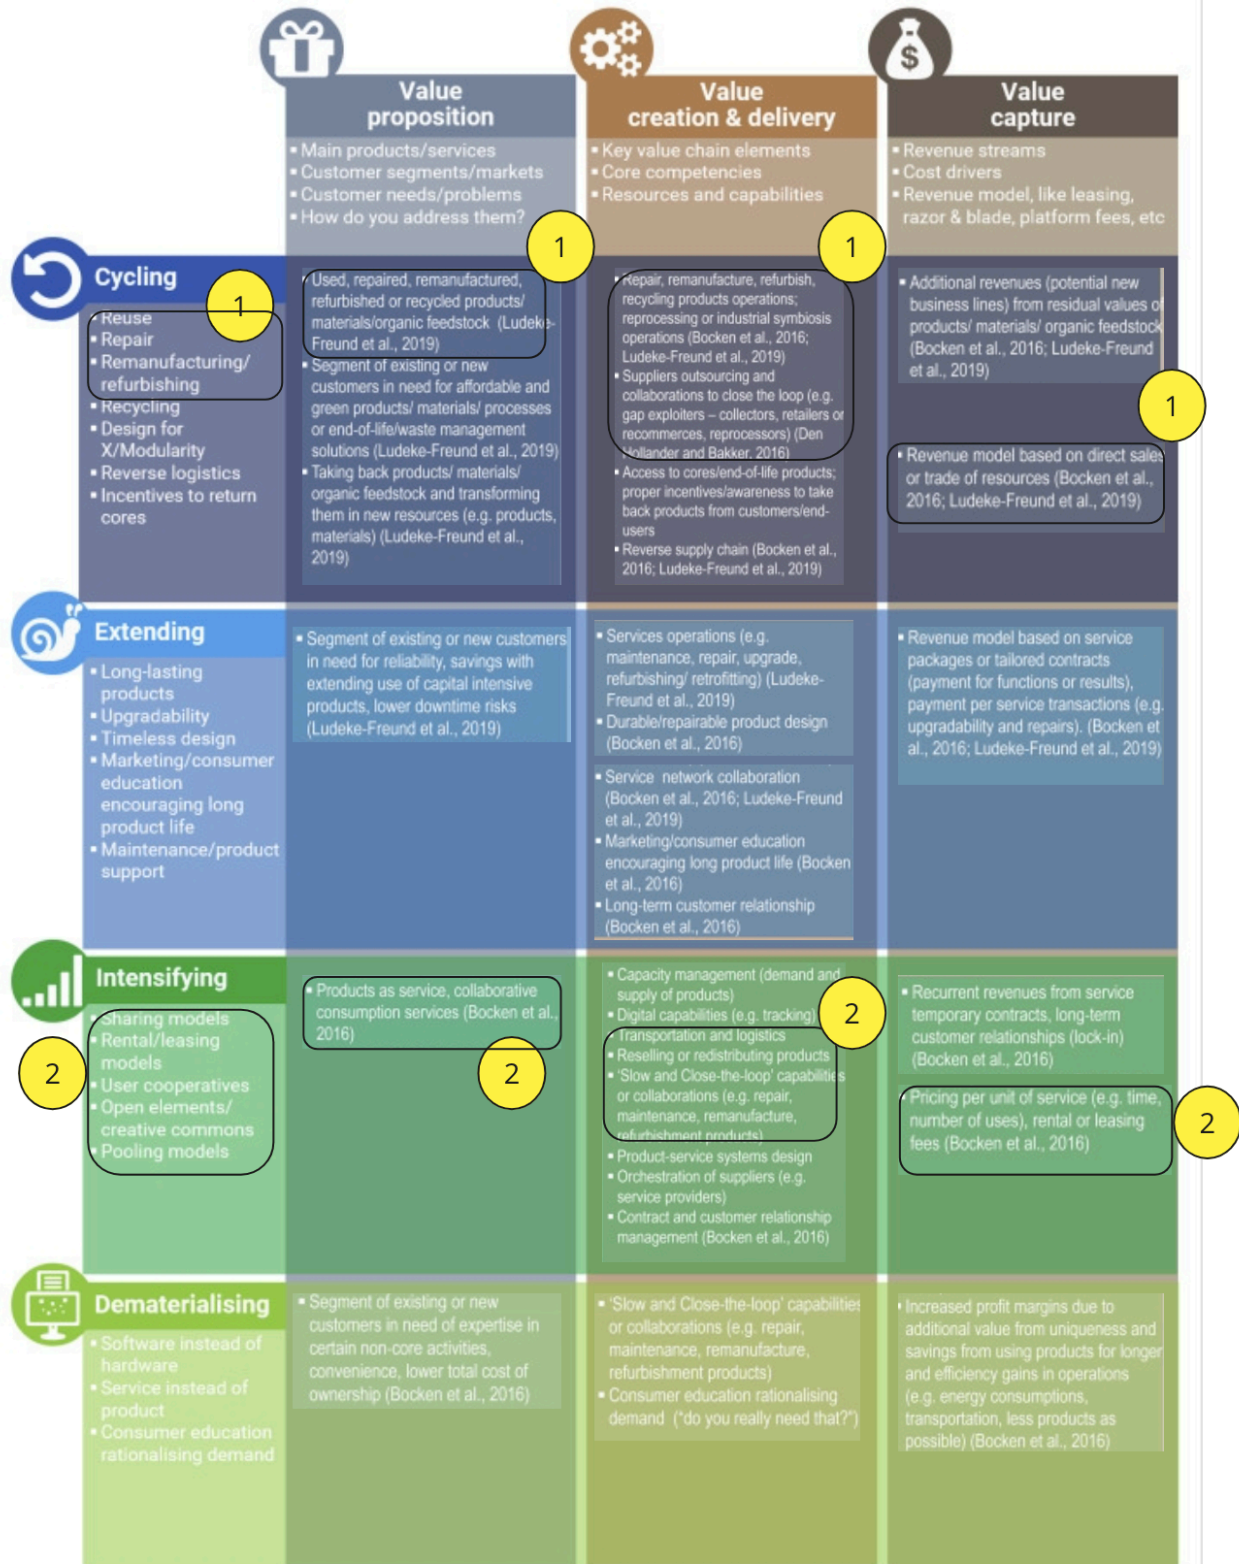 Value
proposition
Value
creation & delivery
Value
capture
▪ Main products/services
▪ Customer segments/markets
▪ Customer needs/problems
▪ How do you address them?
▪ Key value chain elements
▪ Core competencies
▪ Resources and capabilities
▪ Revenue streams
▪ Cost drivers
▪ Revenue model, like leasing,
razor & blade, platform fees, etc
1
1
Cycling
1
▪ Reuse
▪ Repair
▪ Remanufacturing/
refurbishing
▪ Recycling
▪ Design for
X/Modularity
▪ Reverse logistics
▪ Incentives to return
cores
▪ Used, repaired, remanufactured,
refurbished or recycled products/
materials/organic feedstock (Ludeke-
Freund et al., 2019)
▪ Segment of existing or new
customers in need for affordable and
green products/ materials/ processes
or end-of-life/waste management
solutions (Ludeke-Freund et al., 2019)
▪ Taking back products/ materials/
organic feedstock and transforming
them in new resources (e.g. products,
materials) (Ludeke-Freund et al.,
2019)
▪ Repair, remanufacture, refurbish,
recycling products operations;
reprocessing or industrial symbiosis
operations (Bocken et al., 2016;
Ludeke-Freund et al., 2019)
▪ Suppliers outsourcing and
collaborations to close the loop (e.g.
gap exploiters – collectors, retailers or
recommerces, reprocessors) (Den
Hollander and Bakker, 2016)
▪ Access to cores/end-of-life products;
proper incentives/awareness to take
back products from customers/end-
users
▪ Reverse supply chain (Bocken et al.,
2016; Ludeke-Freund et al., 2019)
▪ Additional revenues (potential new
business lines) from residual values of
products/ materials/ organic feedstock
(Bocken et al., 2016; Ludeke-Freund
et al., 2019)
1
▪ Revenue model based on direct sales
or trade of resources (Bocken et al.,
2016; Ludeke-Freund et al., 2019)
Extending
▪ Long-lasting
products
▪ Upgradability
▪ Timeless design
▪ Marketing/consumer
education
encouraging long
product life
▪ Maintenance/product
support
▪ Segment of existing or new customers
in need for reliability, savings with
extending use of capital intensive
products, lower downtime risks
(Ludeke-Freund et al., 2019)
▪ Services operations (e.g.
maintenance, repair, upgrade,
refurbishing/ retrofitting) (Ludeke-
Freund et al., 2019)
▪ Durable/repairable product design
(Bocken et al., 2016)
▪ Service network collaboration
(Bocken et al., 2016; Ludeke-Freund
et al., 2019)
▪ Marketing/consumer education
encouraging long product life (Bocken
et al., 2016)
▪ Long-term customer relationship
(Bocken et al., 2016)
▪ Revenue model based on service
packages or tailored contracts
(payment for functions or results),
payment per service transactions (e.g.
upgradability and repairs). (Bocken et
al., 2016; Ludeke-Freund et al., 2019)
Intensifying
▪ Sharing models
▪ Rental/leasing
models
▪ User cooperatives
▪ Open elements/
creative commons
▪ Pooling models
2
▪ Products as service, collaborative
consumption services (Bocken et al.,
2016)
2
▪ Capacity management (demand and
supply of products)
▪ Digital capabilities (e.g. tracking)
▪ Transportation and logistics
▪ Reselling or redistributing products
▪ 'Slow and Close-the-loop' capabilities
or collaborations (e.g. repair,
maintenance, remanufacture,
refurbishment products)
▪ Product-service systems design
▪ Orchestration of suppliers (e.g.
service providers)
▪ Contract and customer relationship
management (Bocken et al., 2016)
2
▪ Recurrent revenues from service
temporary contracts, long-term
customer relationships (lock-in)
(Bocken et al., 2016)
▪ Pricing per unit of service (e.g. time,
number of uses), rental or leasing
fees (Bocken et al., 2016)
2
Dematerialising
▪ Software instead of
hardware
▪ Service instead of
product
▪ Consumer education
rationalising demand
▪ Segment of existing or new
customers in need of expertise in
certain non-core activities,
convenience, lower total cost of
ownership (Bocken et al., 2016)
▪ 'Slow and Close-the-loop' capabilities
or collaborations (e.g. repair,
maintenance, remanufacture,
refurbishment products)
▪ Consumer education rationalising
demand ("do you really need that?")
▪ Increased profit margins due to
additional value from uniqueness and
savings from using products for longer
and efficiency gains in operations
(e.g. energy consumptions,
transportation, less products as
possible) (Bocken et al., 2016)